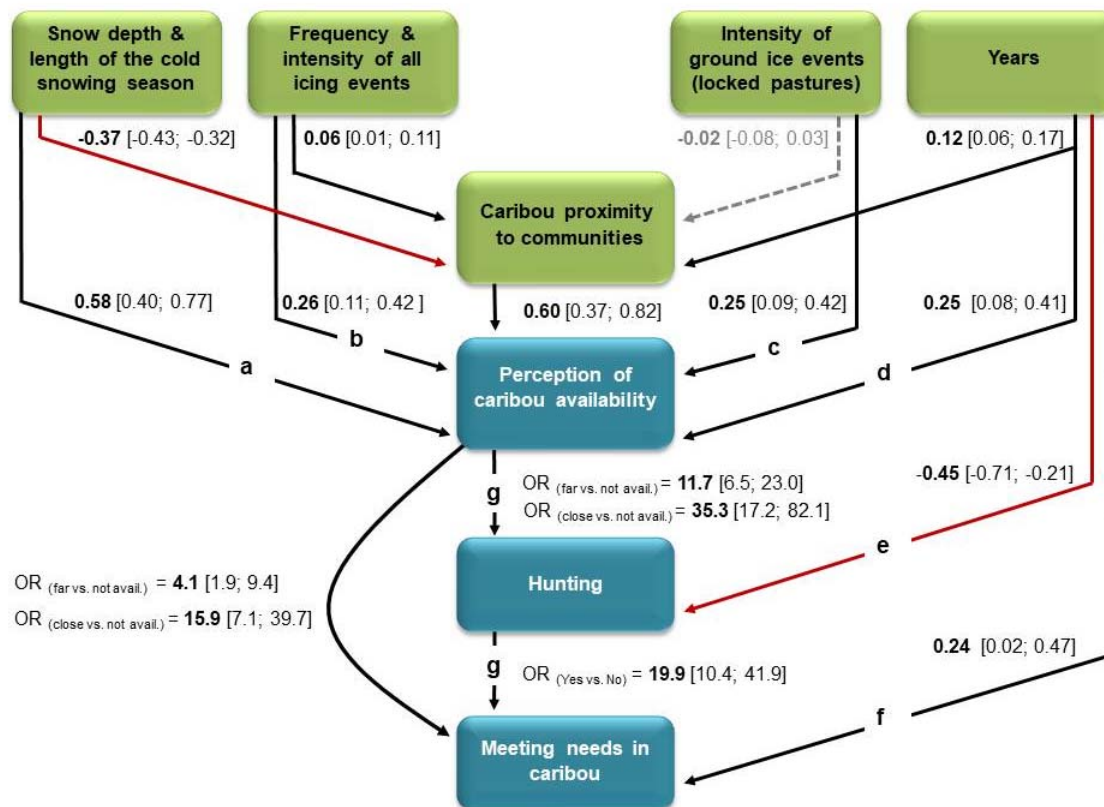 Snow depth &
length of the cold
snowing season
Frequency &
intensity of all
icing events
Intensity of
ground ice events
(locked pastures)
Years
-0.37 [-0.43; -0.32]
0.06 [0.01; 0.11]
-0.02 [-0.08; 0.03]
0.12 [0.06; 0.17]
Caribou proximity
to communities
0.58 [0.40; 0.77]
0.26 [0.11; 0.42 ]
0.60 [0.37; 0.82]
0.25 [0.09; 0.42]
0.25 [0.08; 0.41]
a
b
c
d
Perception of
caribou availability
g
OR (far vs. not avail.) = 11.7 [6.5; 23.0]
OR (close vs. not avail.) = 35.3 [17.2; 82.1]
-0.45 [-0.71; -0.21]
e
Hunting
OR (far vs. not avail.) = 4.1 [1.9; 9.4]
OR (close vs. not avail.) = 15.9 [7.1; 39.7]
g
OR (Yes vs. No) = 19.9 [10.4; 41.9]
0.24 [0.02; 0.47]
f
Meeting needs in
caribou